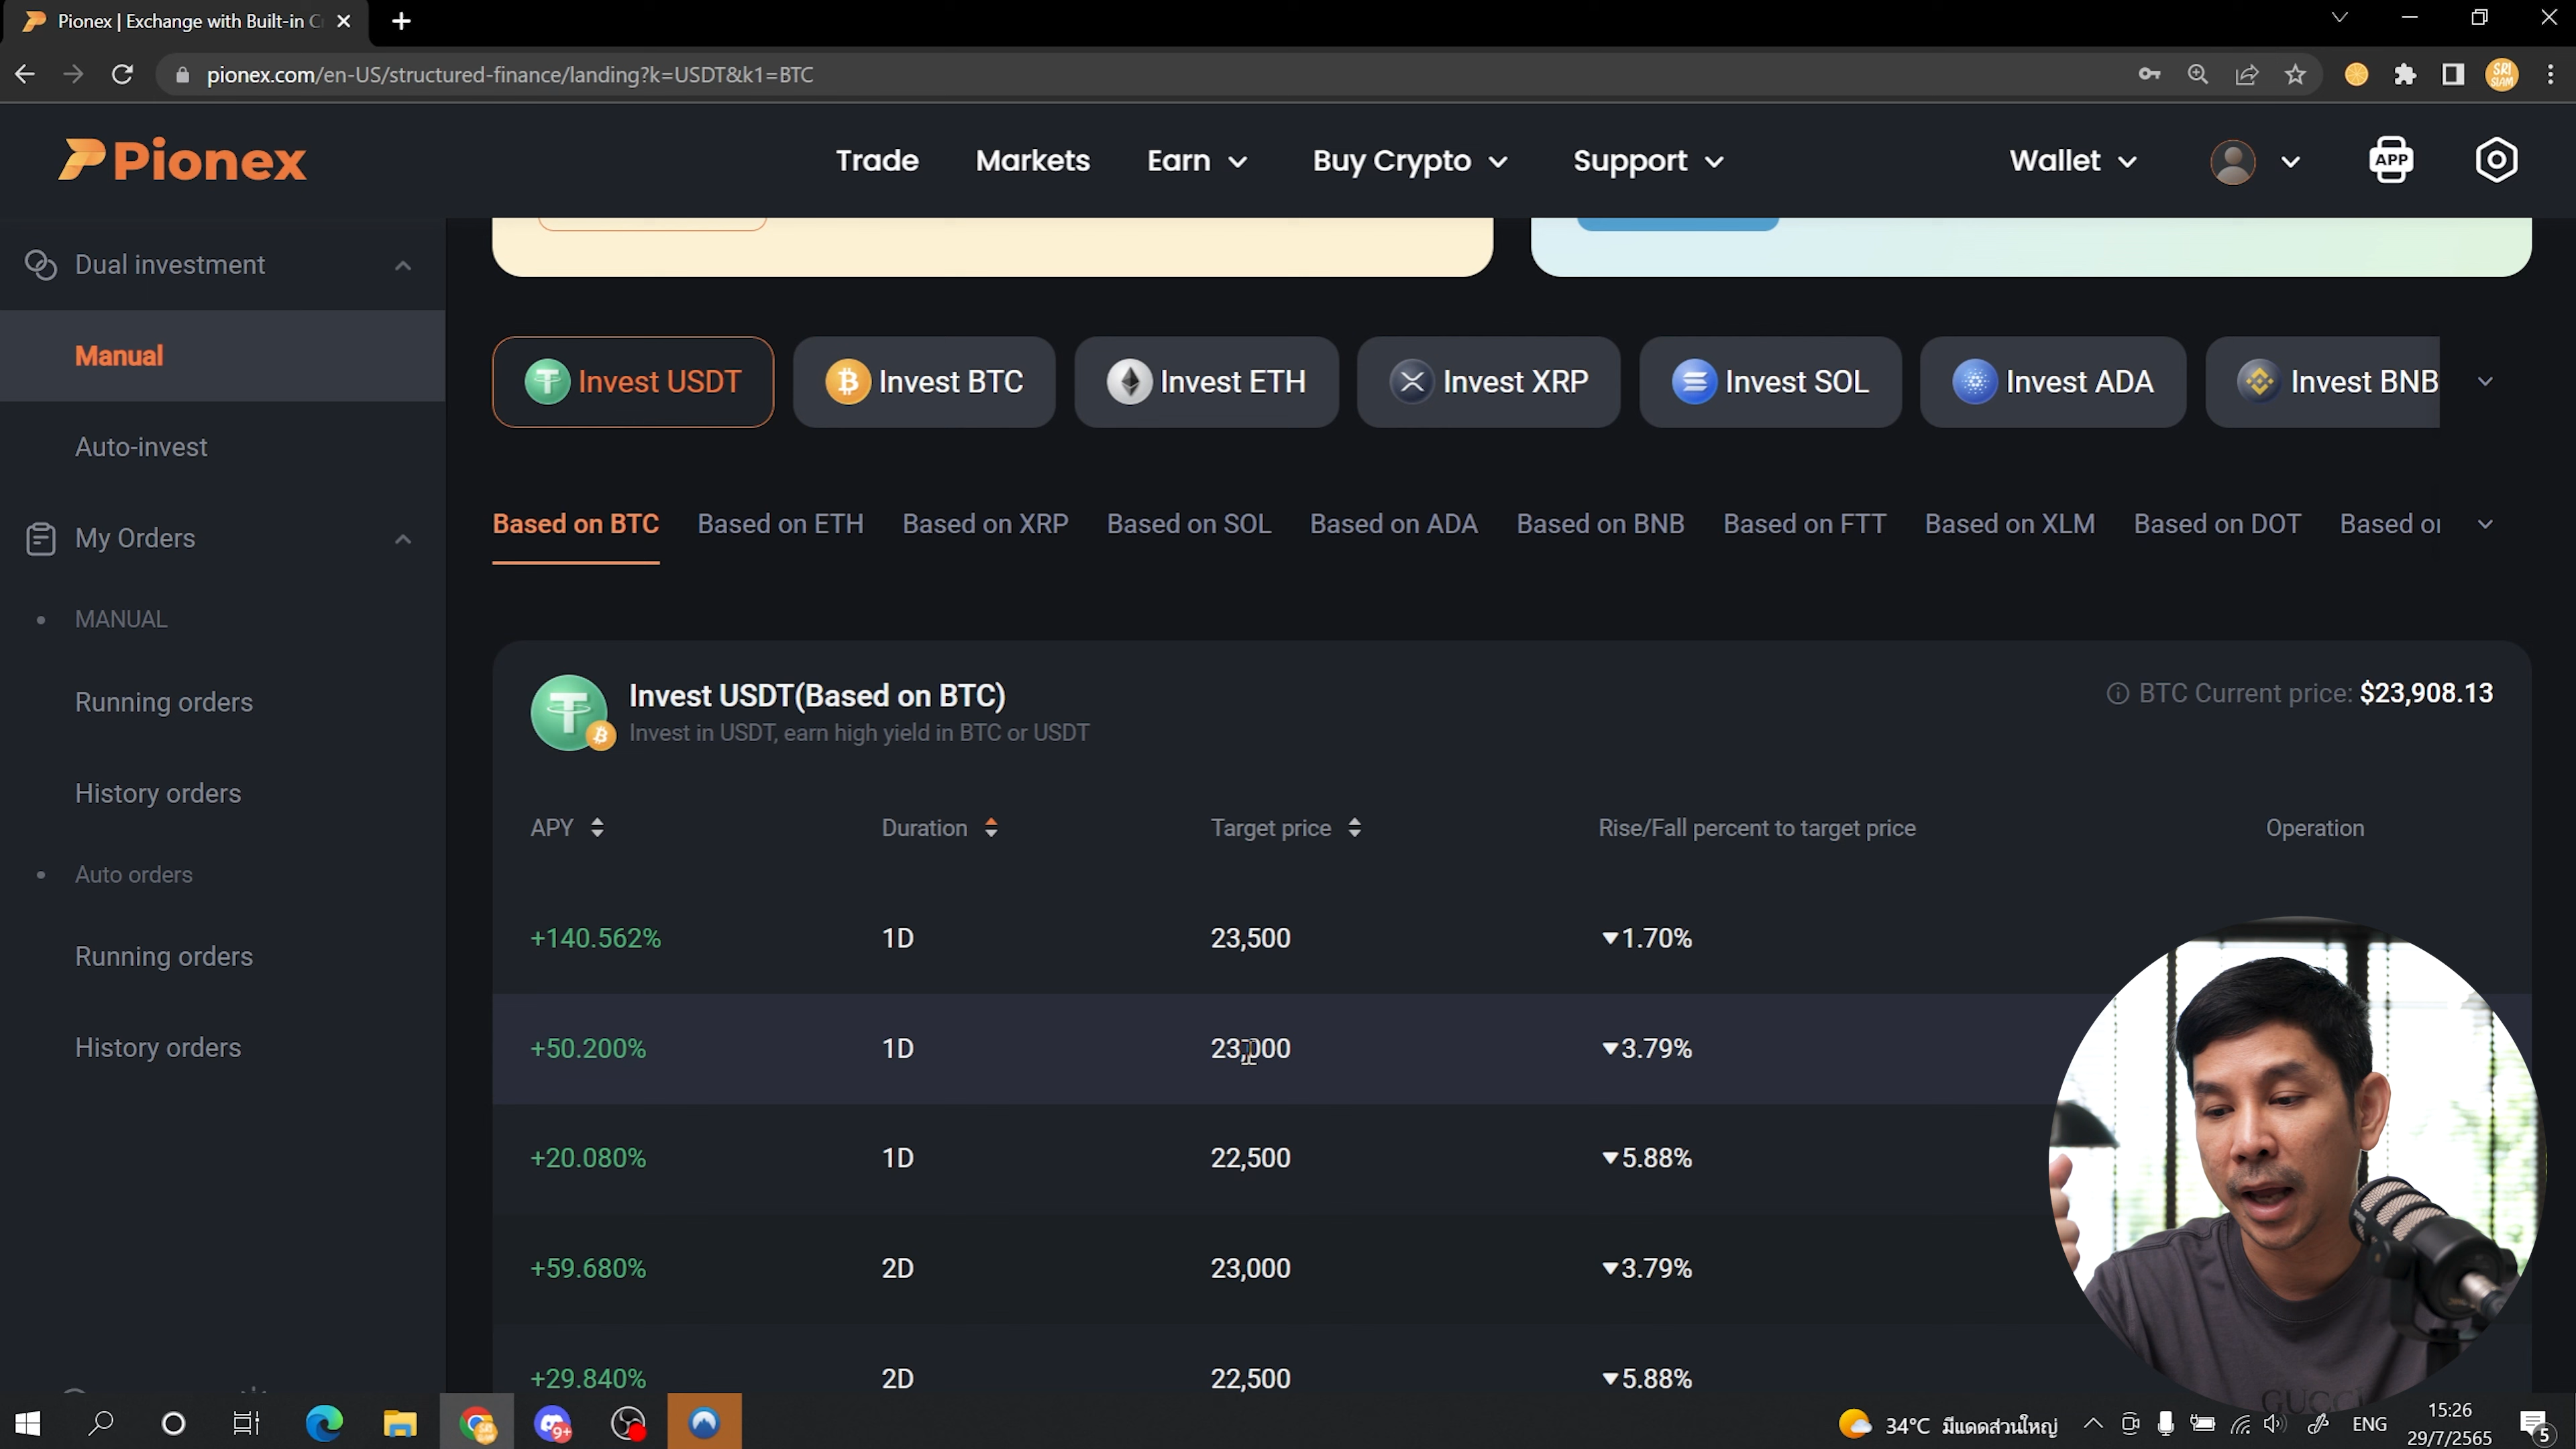 Pionex | Exchange with Built-in Cr
pionex.com/en-US/structured-finance/landing?k=USDT&k1=BTC
SRI SIAM
Pionex
Trade
Markets
Earn
Buy Crypto
Support
Wallet
APP
Dual investment
Manual
Auto-invest
My Orders
MANUAL
Running orders
History orders
Auto orders
Running orders
History orders
Invest USDT
Invest BTC
Invest ETH
Invest XRP
Invest SOL
Invest ADA
Invest BNB
Based on BTC
Based on ETH
Based on XRP
Based on SOL
Based on ADA
Based on BNB
Based on FTT
Based on XLM
Based on DOT
Based or
Invest USDT(Based on BTC)
Invest in USDT, earn high yield in BTC or USDT
BTC Current price: $23,908.13
APY Duration Target price Rise/Fall percent to target price Operation
+140.562% 1D 23,500 ▼1.70%
+50.200% 1D 23,000 ▼3.79%
+20.080% 1D 22,500 ▼5.88%
+59.680% 2D 23,000 ▼3.79%
+29.840% 2D 22,500 ▼5.88%
GUCCI
9+
34°C มีแดดส่วนใหญ่
ENG
15:26
29/7/2565
5